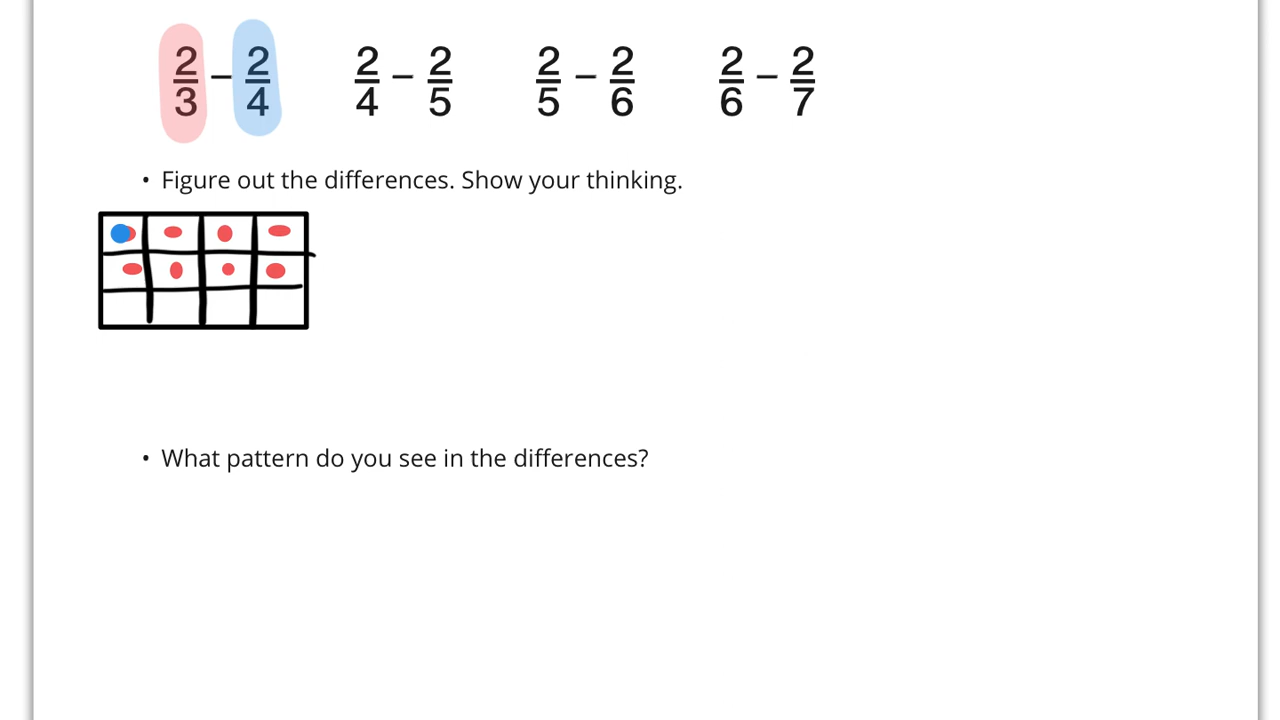 2/3 – 2/4 2/4 – 2/5 2/5 – 2/6 2/6 – 2/7
• Figure out the differences. Show your thinking.
• What pattern do you see in the differences?